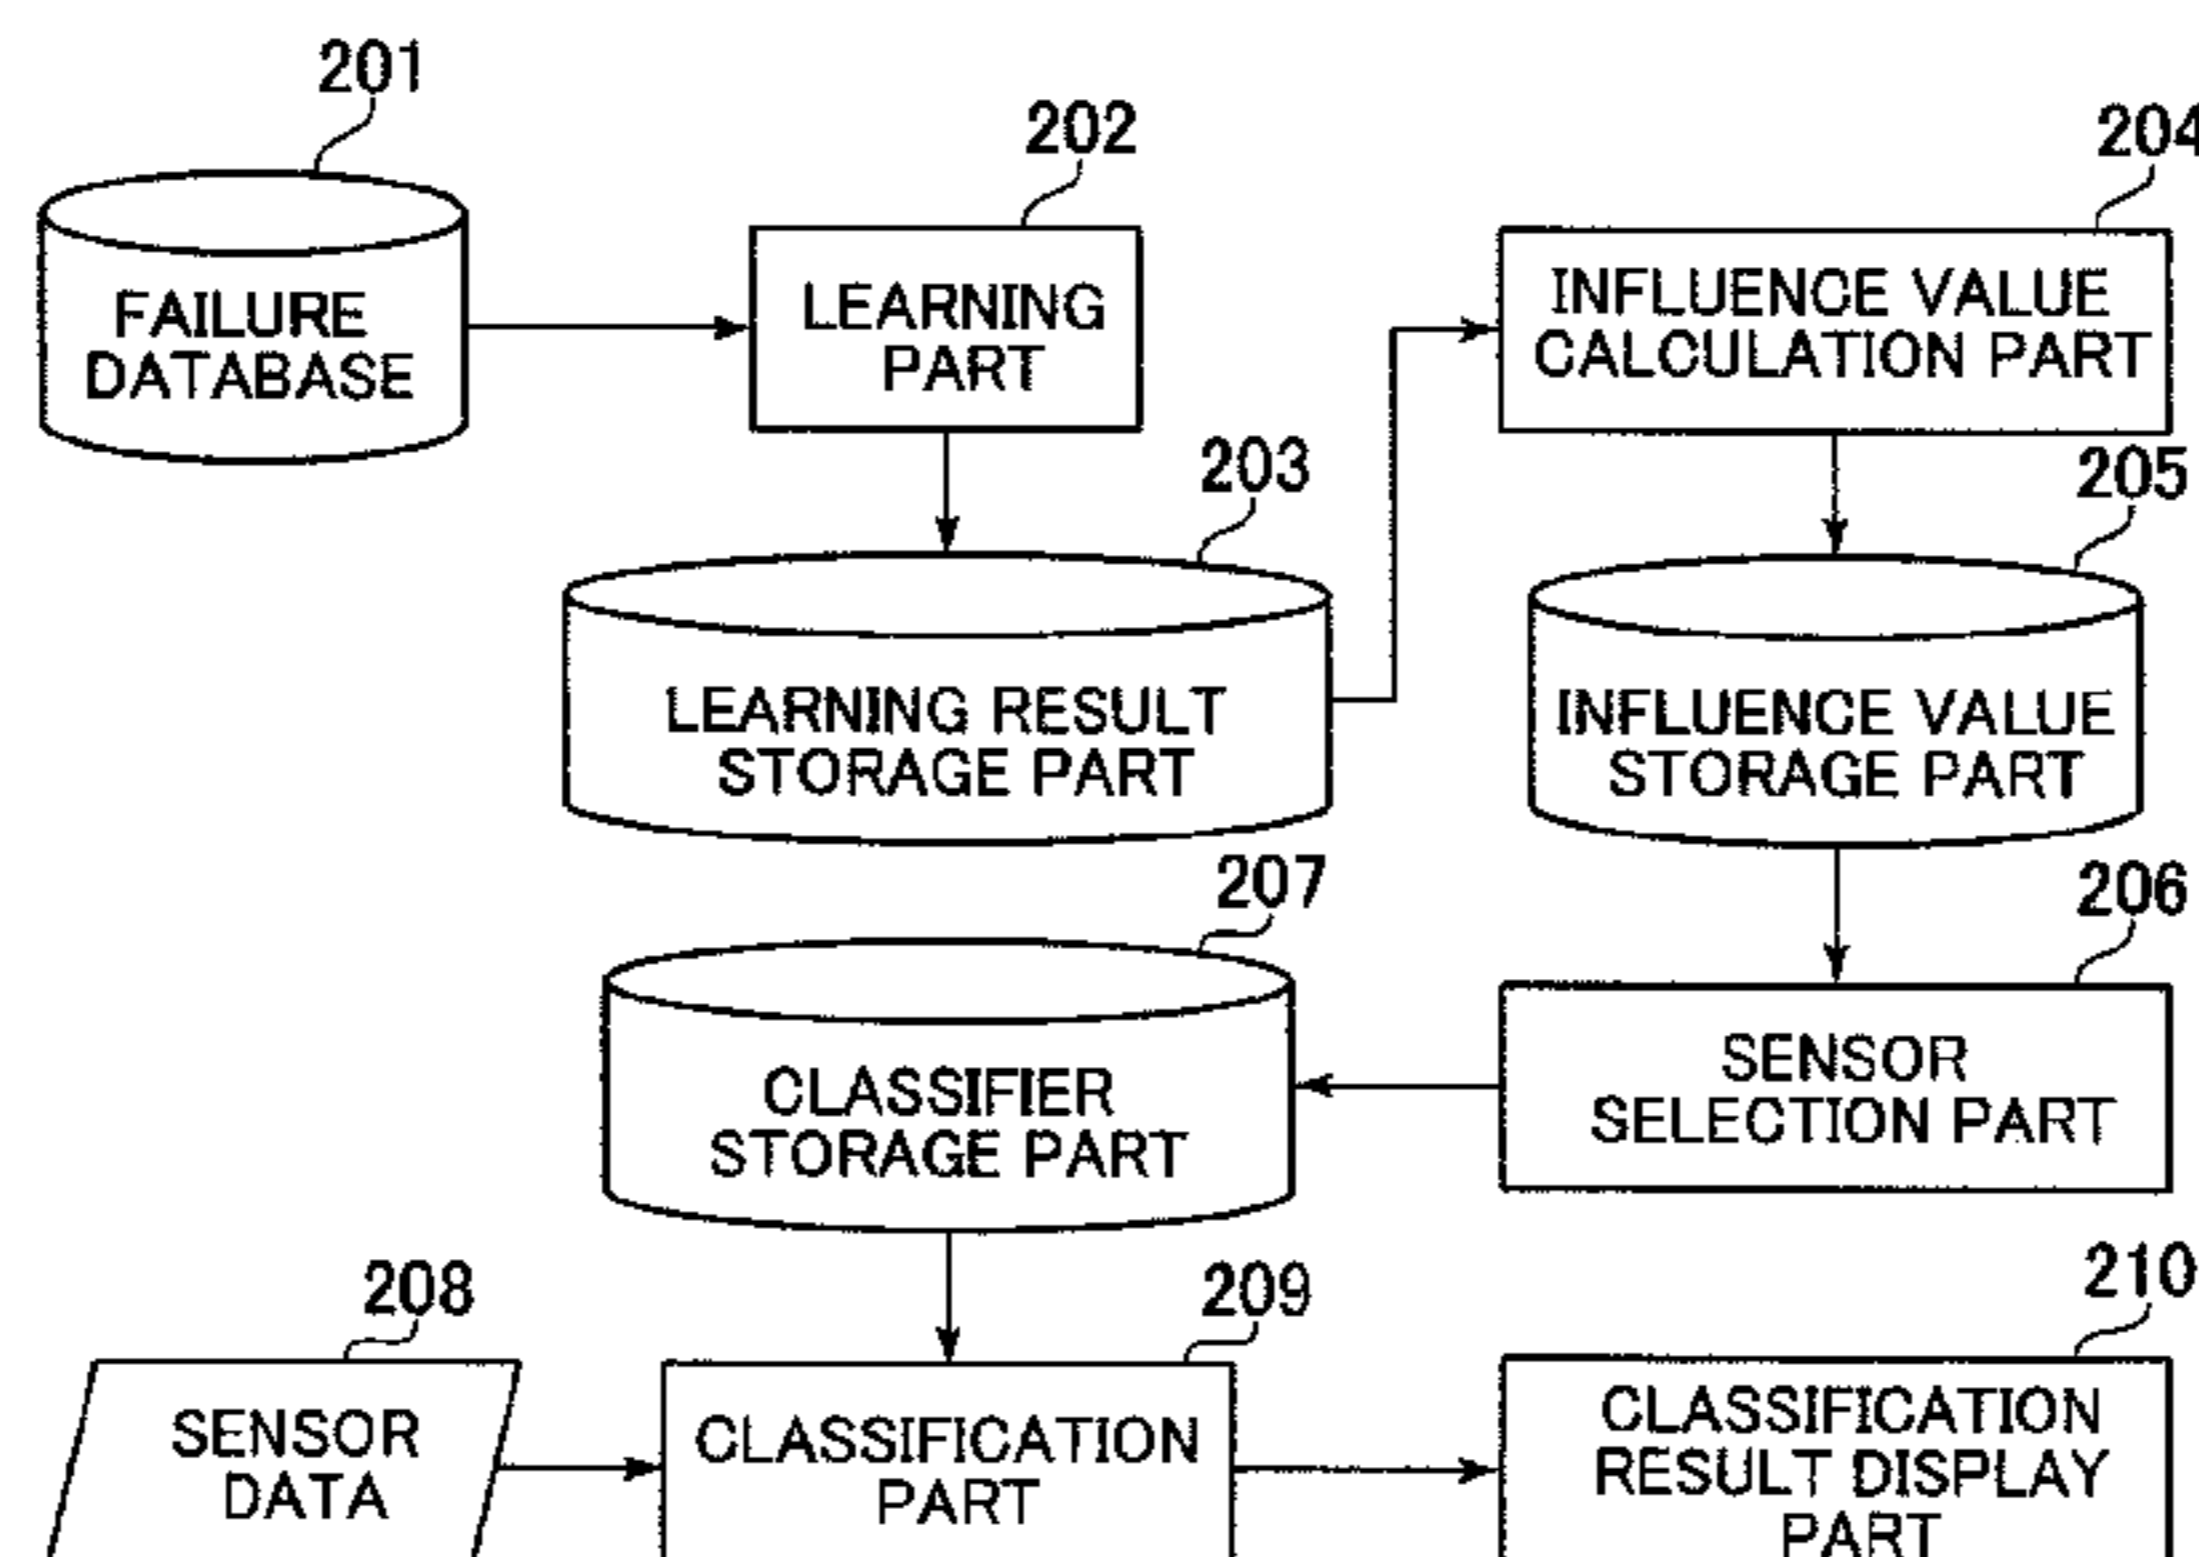 201
202
204
FAILURE
DATABASE
LEARNING
PART
INFLUENCE VALUE
CALCULATION PART
203
205
LEARNING RESULT
STORAGE PART
INFLUENCE VALUE
STORAGE PART
207
206
CLASSIFIER
STORAGE PART
SENSOR
SELECTION PART
208
209
210
SENSOR
DATA
CLASSIFICATION
PART
CLASSIFICATION
RESULT DISPLAY
PART